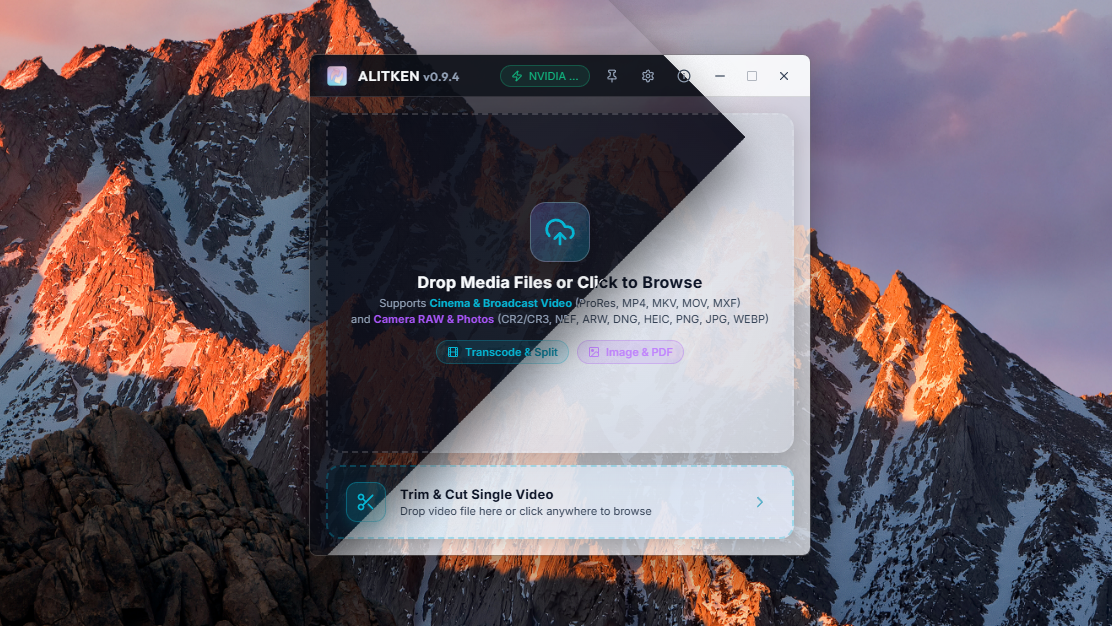 ALITKEN v0.9.4
NVIDIA ...
Drop Media Files or Click to Browse
Supports Cinema & Broadcast Video (ProRes, MP4, MKV, MOV, MXF)
and Camera RAW & Photos (CR2/CR3, NEF, ARW, DNG, HEIC, PNG, JPG, WEBP)
Transcode & Split
Image & PDF
Trim & Cut Single Video
Drop video file here or click anywhere to browse